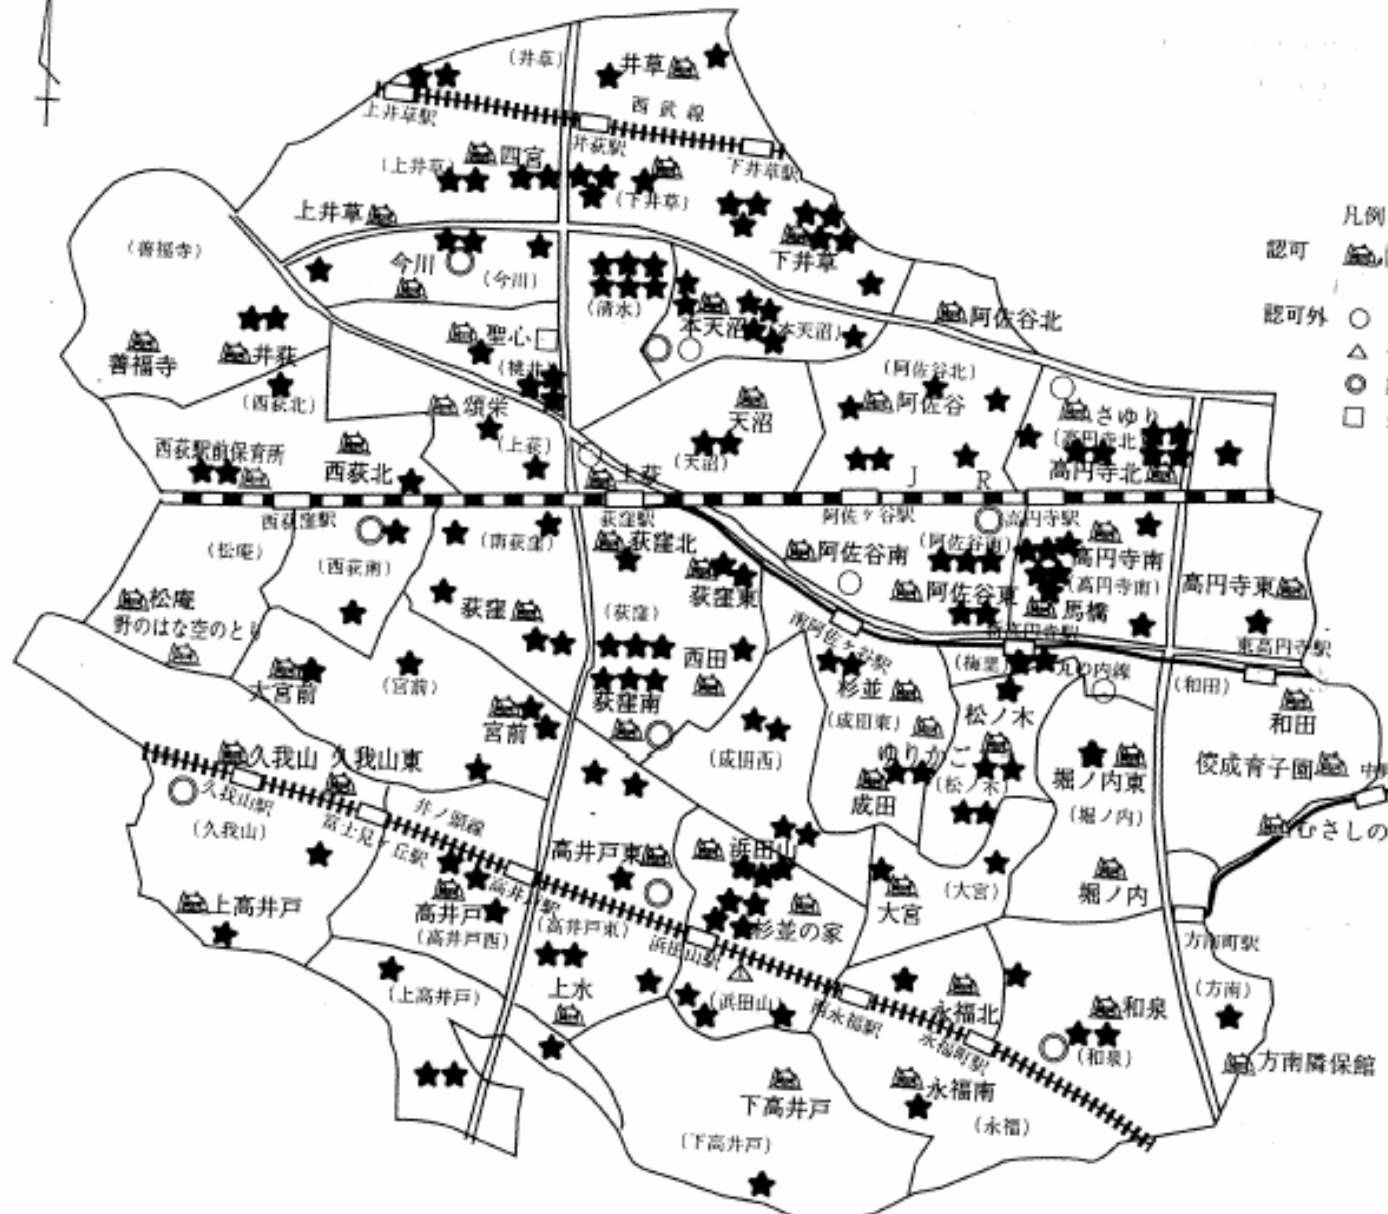 (井草)
井草
西武線
上井草駅
井荻駅
下井草駅
四宮
(上井草)
(下井草)
上井草
下井草
凡例
認可
認可外
(善福寺)
今川
(今川)
(清水)
本天沼
(本天沼)
阿佐谷北
善福寺
井荻
聖心
(桃井)
(西荻北)
頌栄
(上荻)
天沼
(天沼)
(阿佐谷北)
阿佐谷
さゆり
(高円寺北)
高円寺北
西荻駅前保育所
西荻北
上荻
JR
西荻窪駅
荻窪駅
阿佐ヶ谷駅
高円寺駅
(松庵)
(西荻南)
(南荻窪)
荻窪北
荻窪東
阿佐谷南
(阿佐谷南)
高円寺南
(高円寺南)
高円寺東
松庵
野のはな空のとり
荻窪
(荻窪)
阿佐谷東
馬橋
新高円寺駅
東高円寺駅
南阿佐ヶ谷駅
大宮前
(宮前)
宮前
西田
荻窪南
杉並
(成田東)
(梅里)
丸の内線
(和田)
和田
松ノ木
(成田西)
ゆりかご
成田
(松ノ木)
堀ノ内東
(堀ノ内)
佼成育子園
むさしの
久我山
久我山東
久我山駅
(久我山)
富士見ヶ丘駅
井ノ頭線
高井戸東
浜田山
上高井戸
高井戸
(高井戸西)
高井戸駅
(高井戸東)
浜田山駅
杉並の家
大宮
(大宮)
堀ノ内
方南町駅
(上高井戸)
上水
(浜田山)
西永福駅
永福北
永福町駅
和泉
(和泉)
(方南)
方南隣保館
下高井戸
(下高井戸)
永福南
(永福)